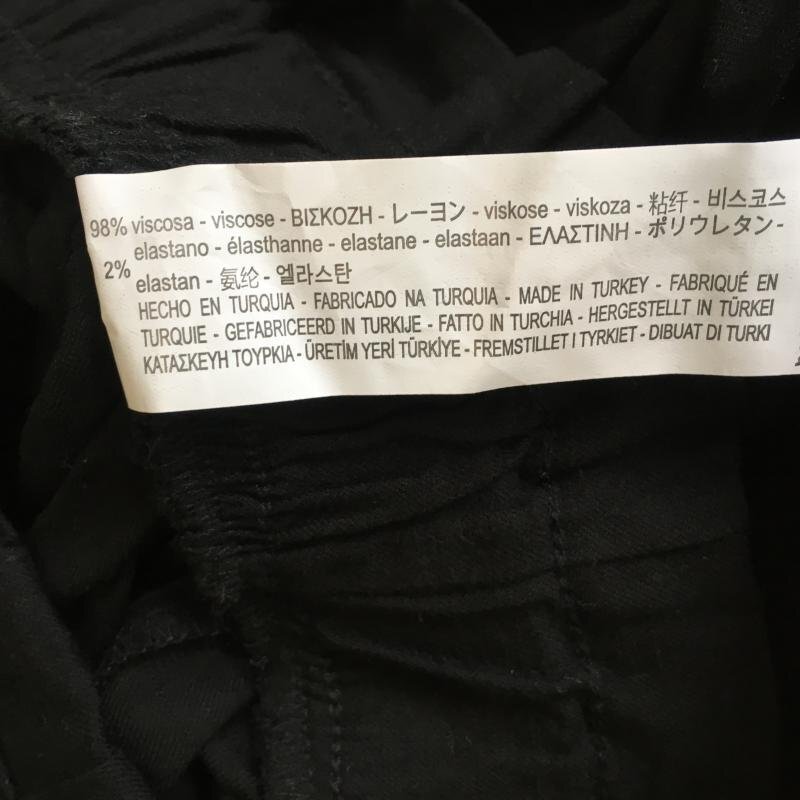 98% viscosa - viscose - ΒΙΣΚΟΖΗ - レーヨン - viskose - viskoza - 粘纤 - 비스코스
2% elastano - élasthanne - elastane - elastaan - ΕΛΑΣΤΙΝΗ - ポリウレタン -
elastan - 氨纶 - 엘라스탄
HECHO EN TURQUIA - FABRICADO NA TURQUIA - MADE IN TURKEY - FABRIQUÉ EN
TURQUIE - GEFABRICEERD IN TURKIJE - FATTO IN TURCHIA - HERGESTELLT IN TÜRKEI
ΚΑΤΑΣΚΕΥΗ ΤΟΥΡΚΙΑ - ÜRETİM YERİ TÜRKİYE - FREMSTILLET I TYRKIET - DIBUAT DI TURKI